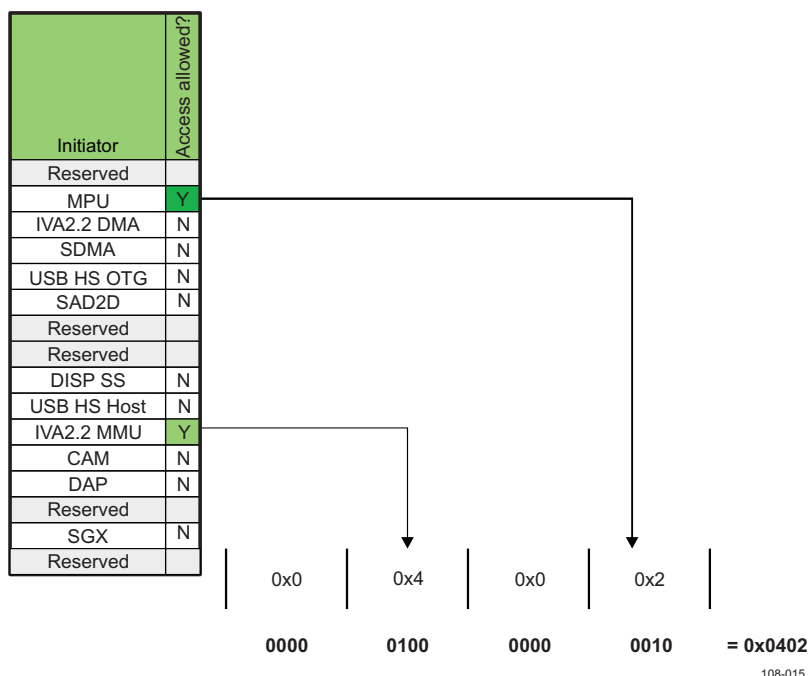 Initiator
Access allowed?
Reserved
MPU Y
IVA2.2 DMA N
SDMA N
USB HS OTG N
SAD2D N
Reserved
Reserved
DISP SS N
USB HS Host N
IVA2.2 MMU Y
CAM N
DAP N
Reserved
SGX N
Reserved
0x0 0x4 0x0 0x2
0000 0100 0000 0010 = 0x0402
108-015